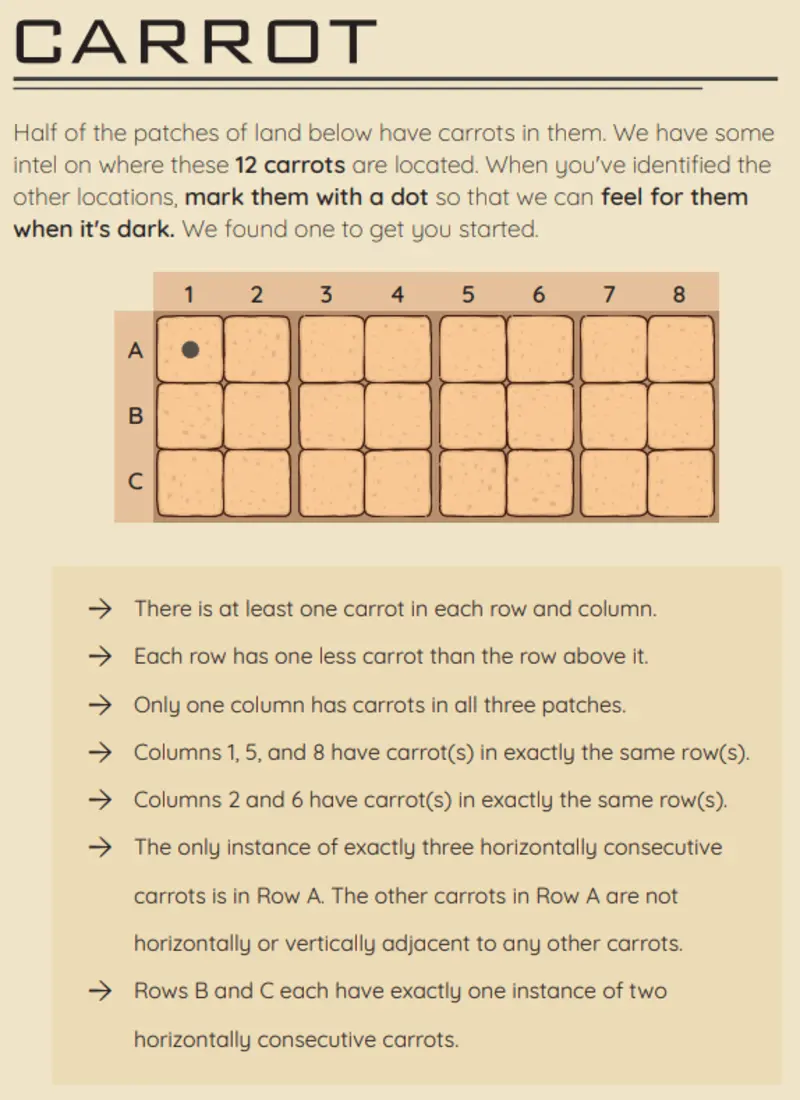 CARROT
Half of the patches of land below have carrots in them. We have some
intel on where these 12 carrots are located. When you've identified the
other locations, mark them with a dot so that we can feel for them
when it's dark. We found one to get you started.
1 2 3 4 5 6 7 8
A
B
C
→ There is at least one carrot in each row and column.
→ Each row has one less carrot than the row above it.
→ Only one column has carrots in all three patches.
→ Columns 1, 5, and 8 have carrot(s) in exactly the same row(s).
→ Columns 2 and 6 have carrot(s) in exactly the same row(s).
→ The only instance of exactly three horizontally consecutive
carrots is in Row A. The other carrots in Row A are not
horizontally or vertically adjacent to any other carrots.
→ Rows B and C each have exactly one instance of two
horizontally consecutive carrots.